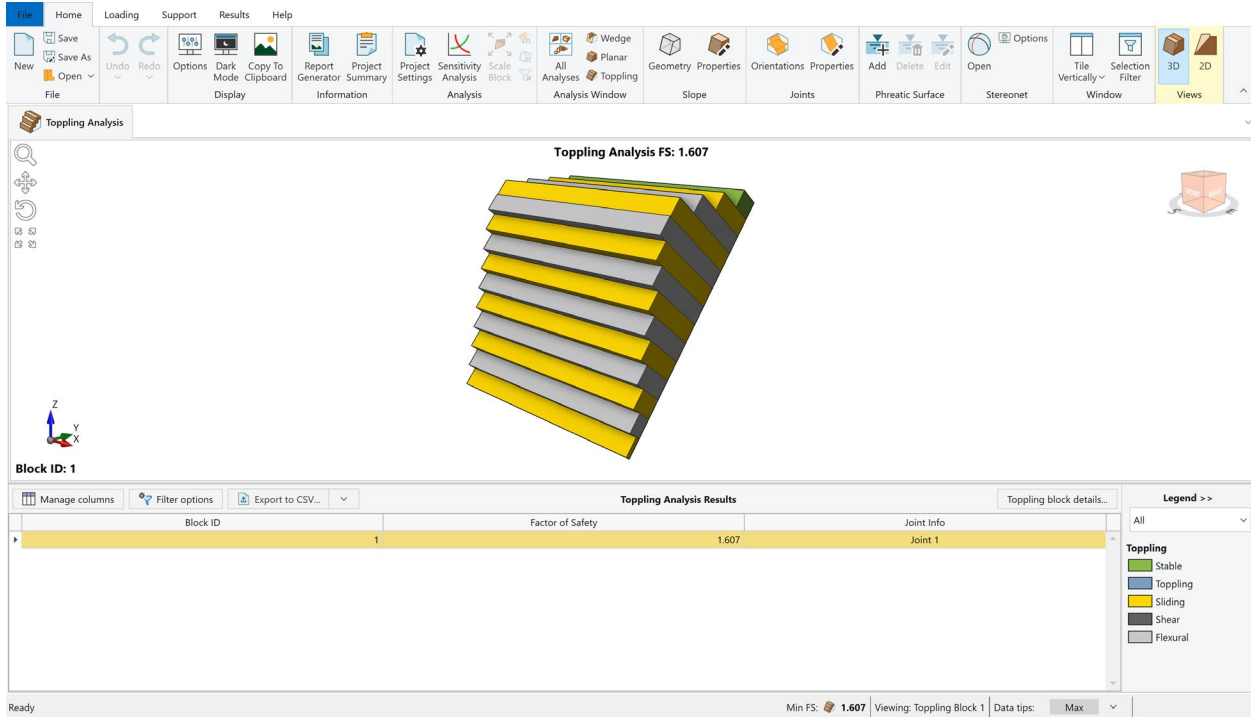 File Home Loading Support Results Help
New
Save
Save As
Open
File
Undo Redo
Options
Dark Mode
Copy To Clipboard
Display
Report Generator
Project Summary
Information
Project Settings
Sensitivity Analysis
Scale Block
Analysis
All Analyses
Wedge
Planar
Toppling
Analysis Window
Geometry Properties
Slope
Orientations Properties
Joints
Add Delete Edit
Phreatic Surface
Open
Options
Stereonet
Tile Vertically
Selection Filter
Window
3D 2D
Views
Toppling Analysis
Toppling Analysis FS: 1.607
Z
Y
X
Block ID: 1
Manage columns Filter options Export to CSV... Toppling Analysis Results Toppling block details...
Block ID Factor of Safety Joint Info
1 1.607 Joint 1
Legend >>
All
Toppling
Stable
Toppling
Sliding
Shear
Flexural
Ready Min FS: 1.607 Viewing: Toppling Block 1 Data tips: Max